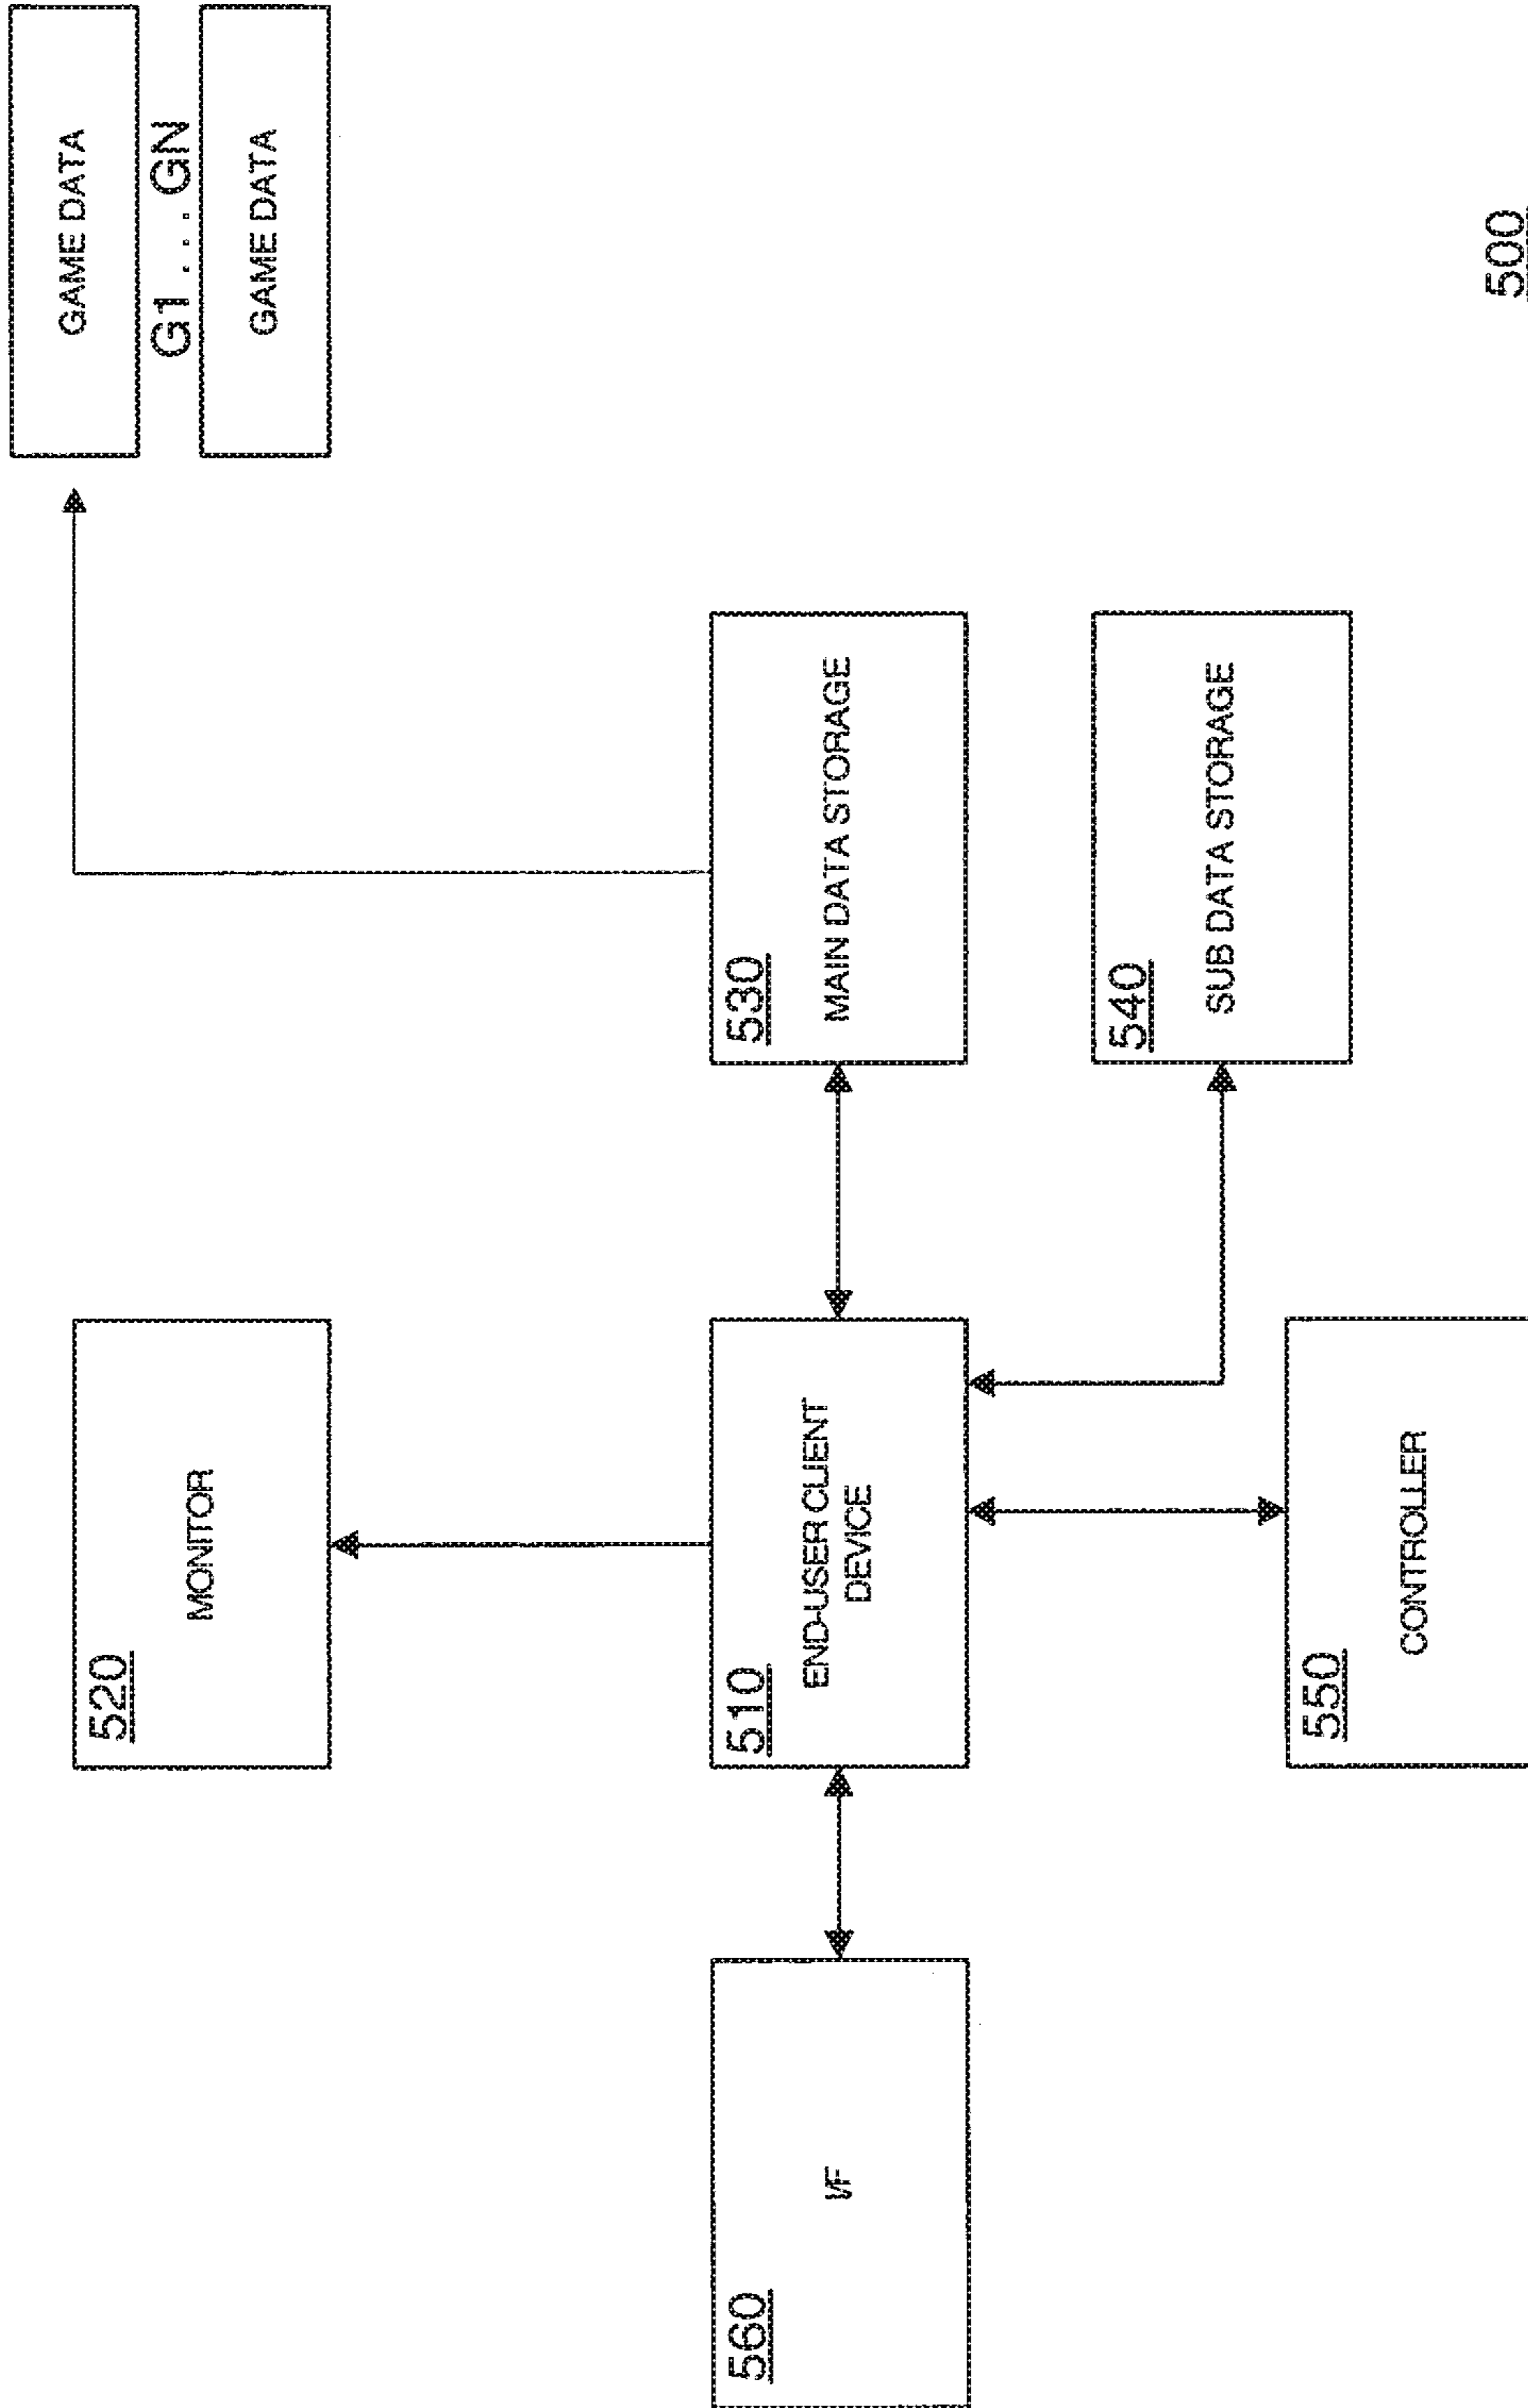 GAME DATA
G1 . . . GN
GAME DATA
520
MONITOR
560
I/F
510
END-USER CLIENT
DEVICE
530
MAIN DATA STORAGE
540
SUB DATA STORAGE
550
CONTROLLER
500